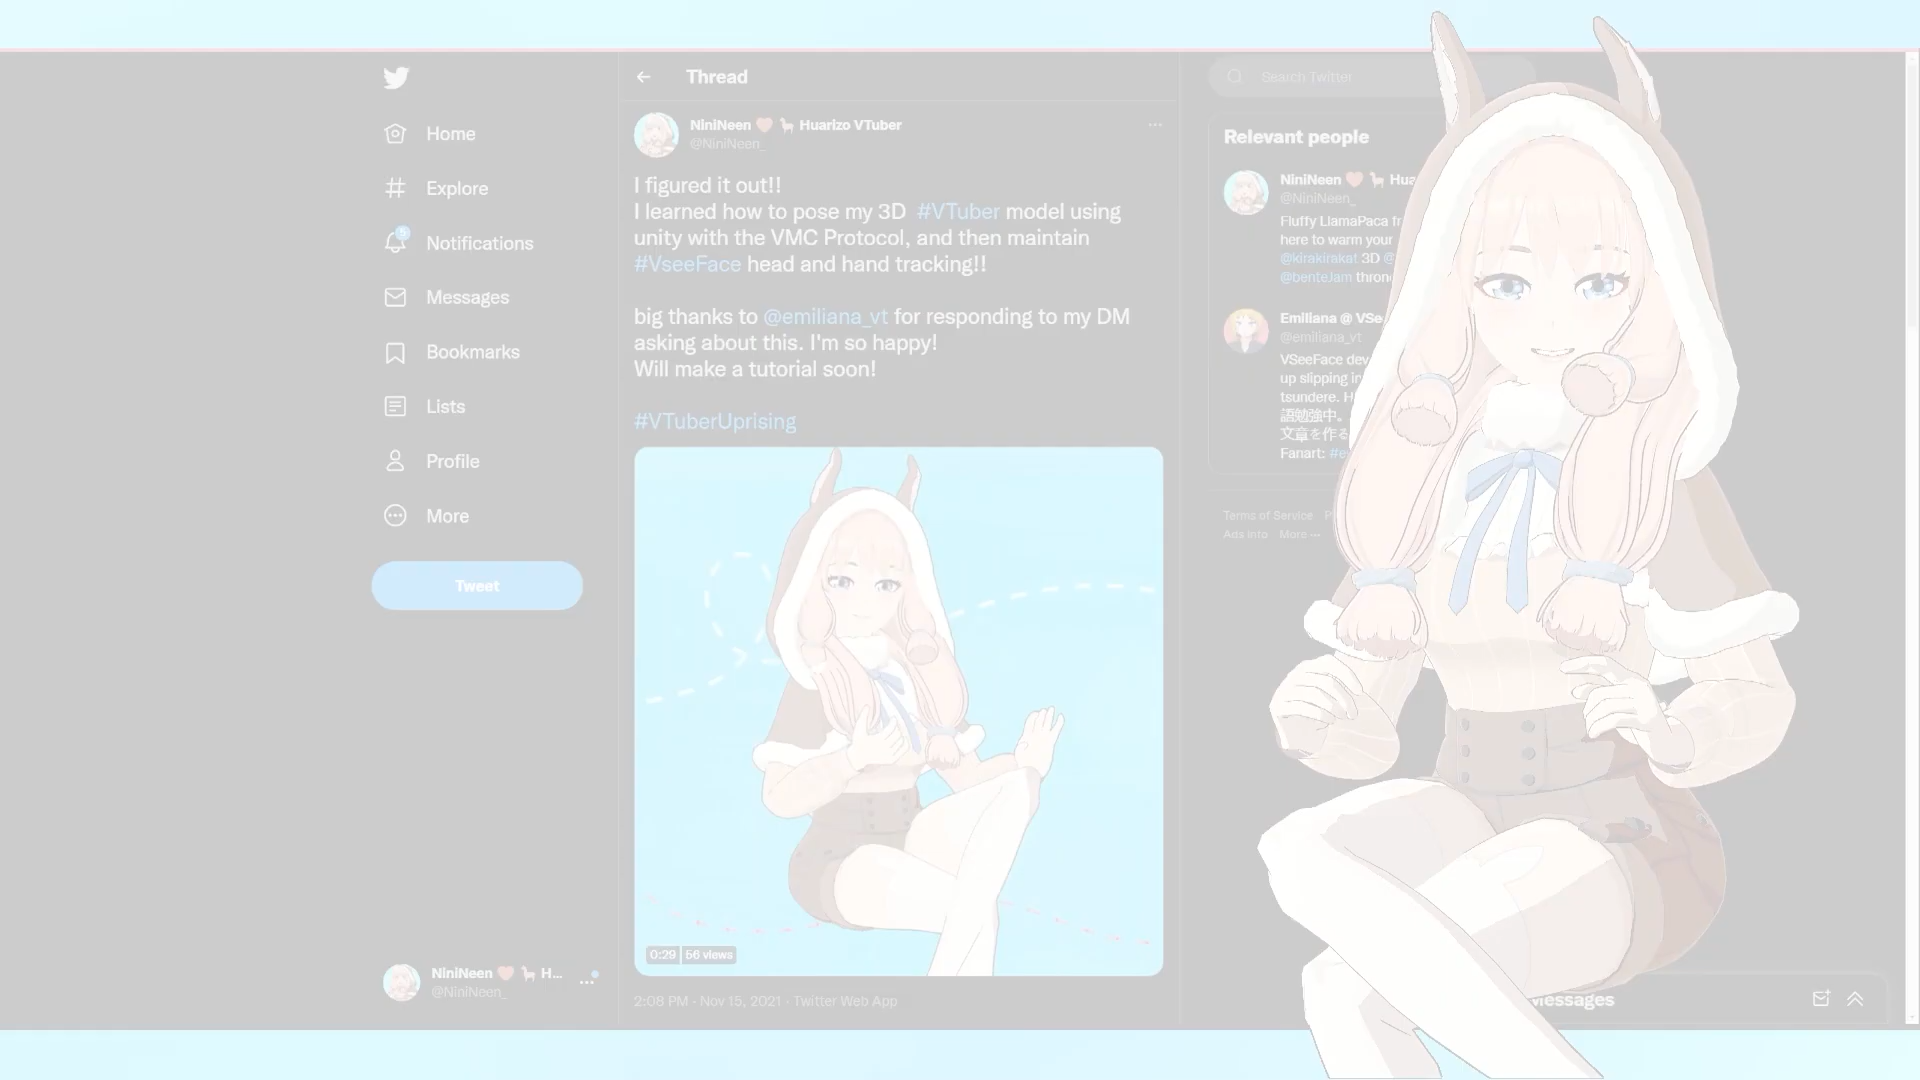 Home
Explore
5
Notifications
Messages
Bookmarks
Lists
Profile
More
Tweet
NiniNeen H...
@NiniNeen_
Thread
NiniNeen Huarizo VTuber
@NiniNeen_
I figured it out!!
I learned how to pose my 3D #VTuber model using
unity with the VMC Protocol, and then maintain
#VseeFace head and hand tracking!!
big thanks to @emiliana_vt for responding to my DM
asking about this. I'm so happy!
Will make a tutorial soon!
#VTuberUprising
0:29 56 views
2:08 PM · Nov 15, 2021 · Twitter Web App
Search Twitter
Relevant people
NiniNeen Hua
@NiniNeen_
Fluffy LlamaPaca fr
here to warm your
@kirakirakat 3D @
@benteJam thron
Emiliana @ VSe
@emiliana_vt
VSeeFace dev
up slipping in
tsundere. H
語勉強中。
文章を作る
Fanart: #e
Terms of Service P
Ads info More ···
Messages